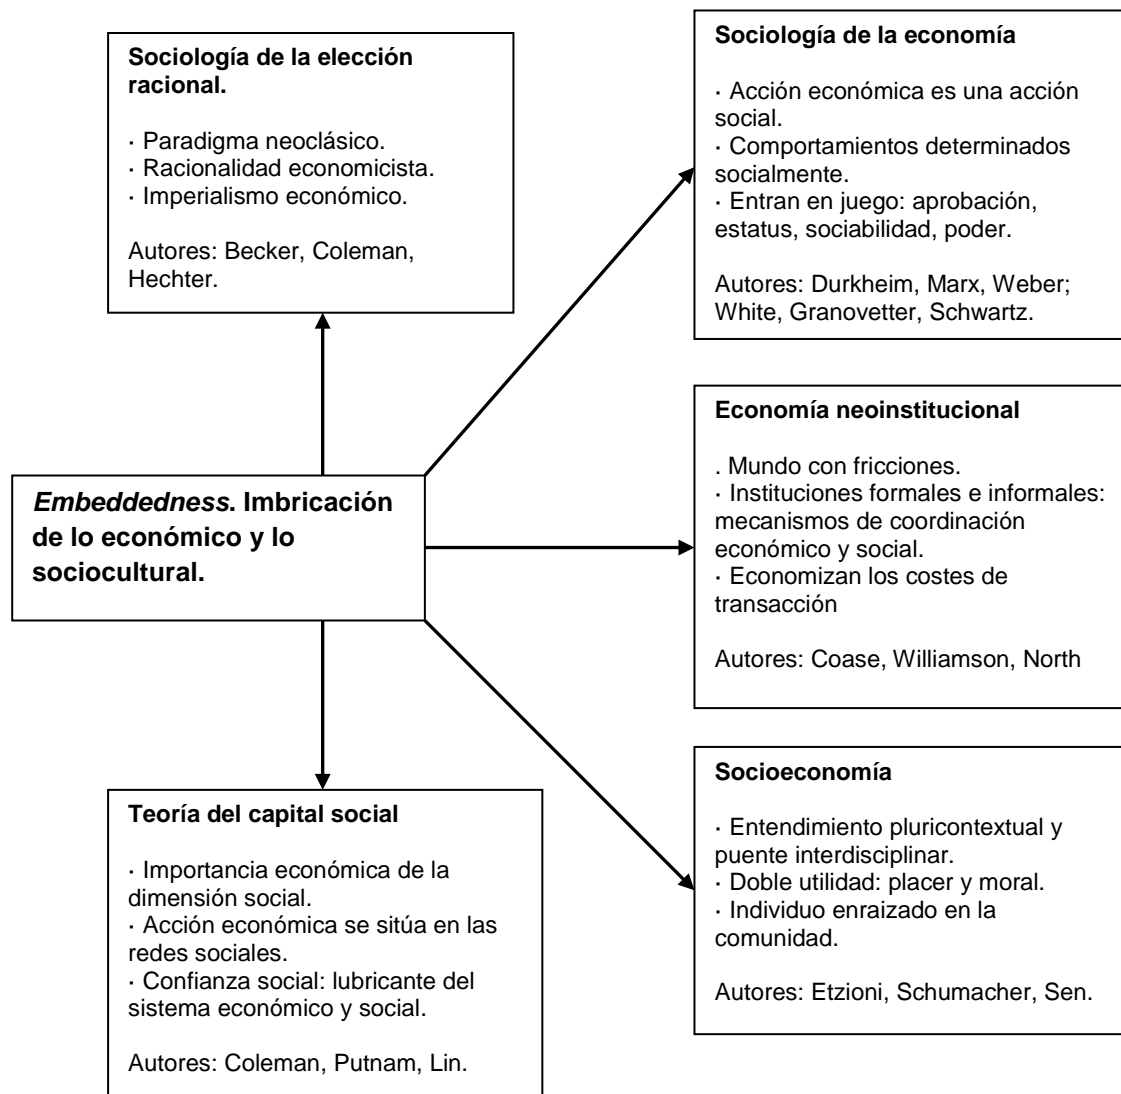 Sociología de la elección
racional.
· Paradigma neoclásico.
· Racionalidad economicista.
· Imperialismo económico.
Autores: Becker, Coleman,
Hechter.
Sociología de la economía
· Acción económica es una acción
social.
· Comportamientos determinados
socialmente.
· Entran en juego: aprobación,
estatus, sociabilidad, poder.
Autores: Durkheim, Marx, Weber;
White, Granovetter, Schwartz.
Embeddedness. Imbricación
de lo económico y lo
sociocultural.
Economía neoinstitucional
. Mundo con fricciones.
· Instituciones formales e informales:
mecanismos de coordinación
económico y social.
· Economizan los costes de
transacción
Autores: Coase, Williamson, North
Teoría del capital social
· Importancia económica de la
dimensión social.
· Acción económica se sitúa en las
redes sociales.
· Confianza social: lubricante del
sistema económico y social.
Autores: Coleman, Putnam, Lin.
Socioeconomía
· Entendimiento pluricontextual y
puente interdisciplinar.
· Doble utilidad: placer y moral.
· Individuo enraizado en la
comunidad.
Autores: Etzioni, Schumacher, Sen.